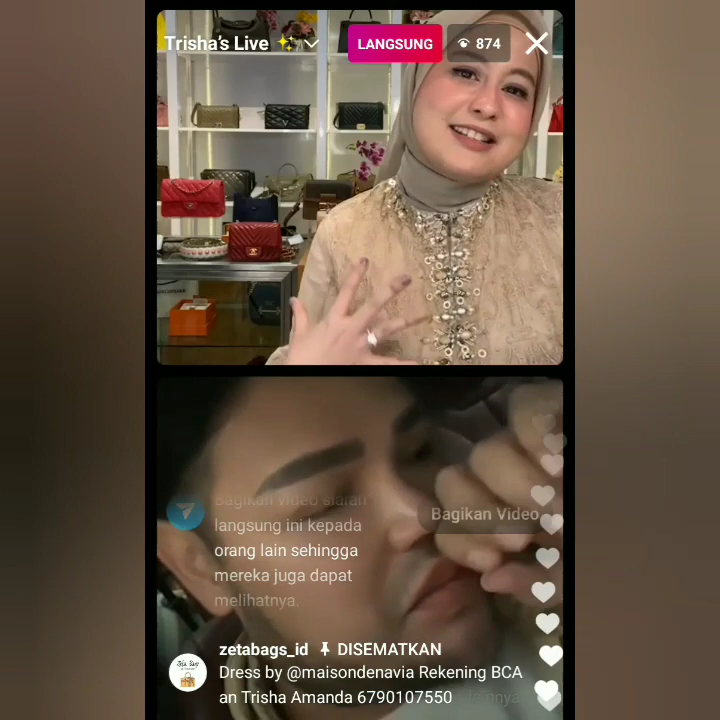 Trisha's Live ✨
LANGSUNG
874
Bagikan video siaran
langsung ini kepada
orang lain sehingga
mereka juga dapat
melihatnya.
Bagikan Video
zetabags_id 📌 DISEMATKAN
Dress by @maisondenavia Rekening BCA
an Trisha Amanda 6790107550